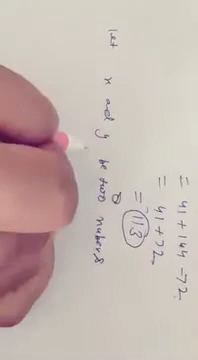 = 41 + 144 - 72
= 41 + 72
= 113
Let x and y be two numbers